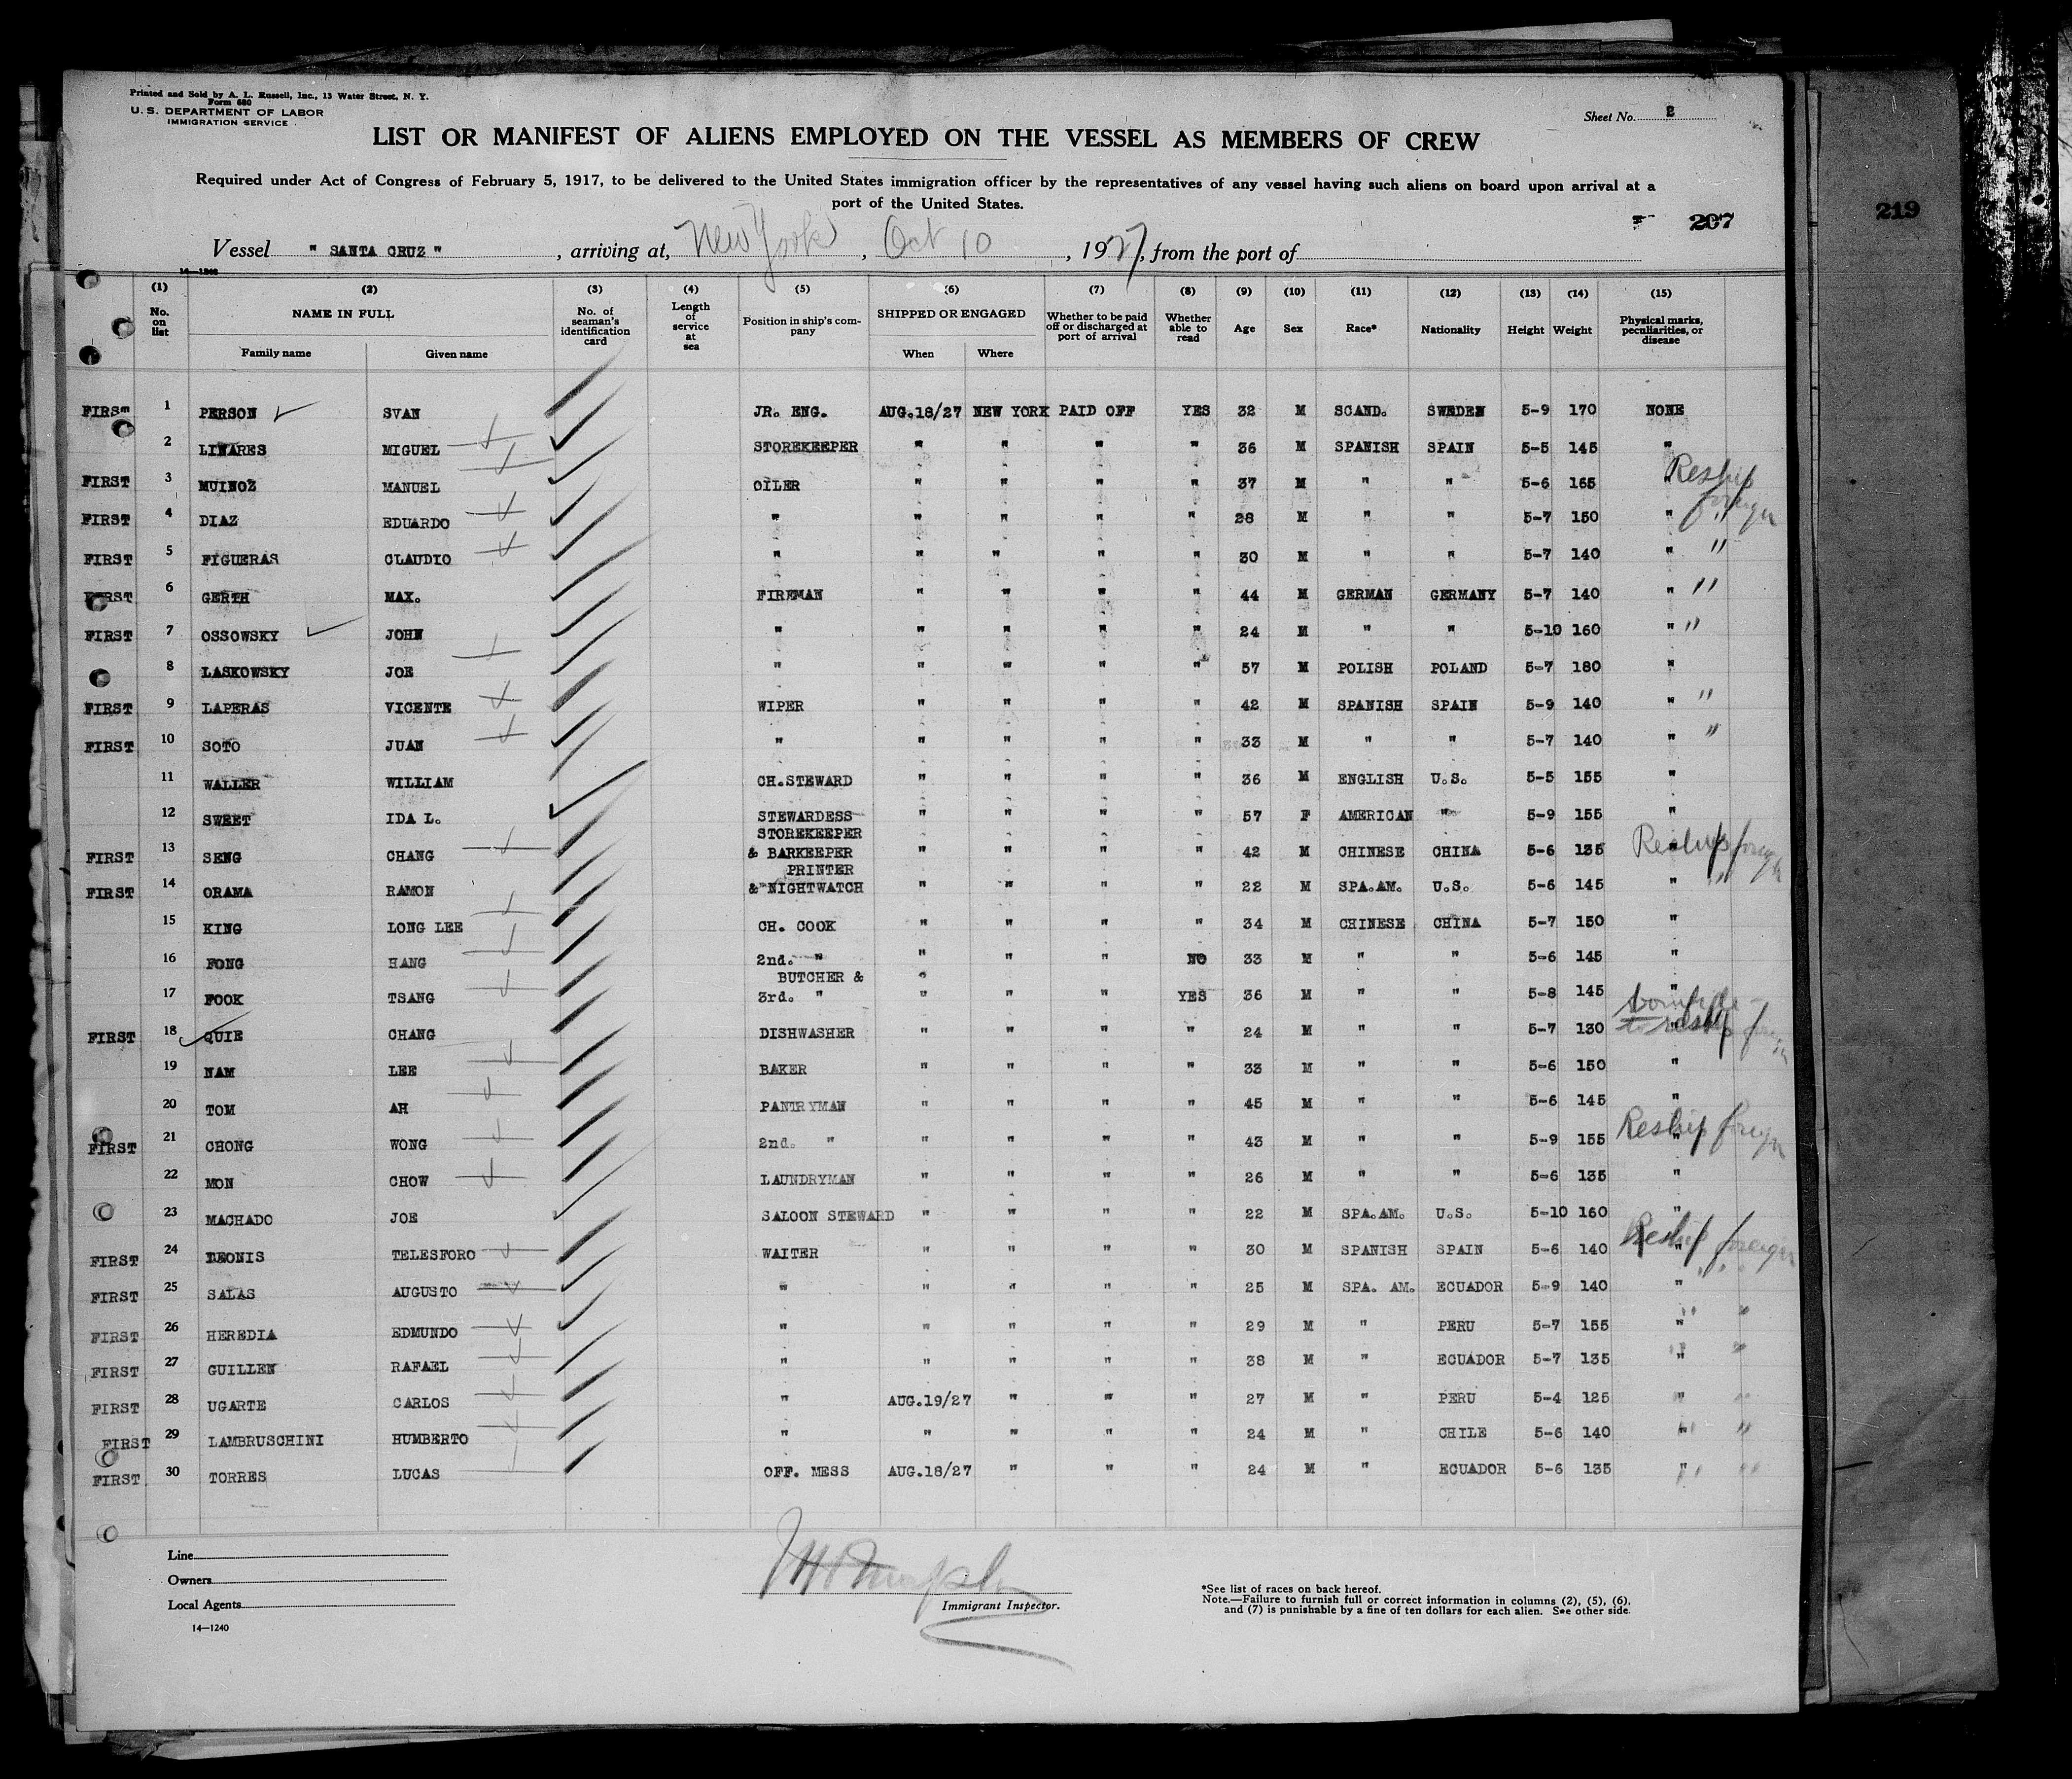 Printed and Sold by A. L. Russell, Inc., 13 Water Street, N. Y.
Form 680
U. S. DEPARTMENT OF LABOR
IMMIGRATION SERVICE
Sheet No. 2
LIST OR MANIFEST OF ALIENS EMPLOYED ON THE VESSEL AS MEMBERS OF CREW
Required under Act of Congress of February 5, 1917, to be delivered to the United States immigration officer by the representatives of any vessel having such aliens on board upon arrival at a
port of the United States.
207
219
Vessel " SANTA CRUZ " , arriving at, New York , Oct 10 , 1927, from the port of
14—1240
(1) No. on list (2) NAME IN FULL Family name Given name (3) No. of seaman's identification card (4) Length of service at sea (5) Position in ship's company (6) SHIPPED OR ENGAGED When Where (7) Whether to be paid off or discharged at port of arrival (8) Whether able to read (9) Age (10) Sex (11) Race* (12) Nationality (13) Height (14) Weight (15) Physical marks, peculiarities, or disease
FIRST 1 PERSON SVAN JR. ENG. AUG.18/27 NEW YORK PAID OFF YES 32 M SCAND. SWEDEN 5-9 170 NONE
2 LINARES MIGUEL STOREKEEPER " " " " 36 M SPANISH SPAIN 5-5 145 "
FIRST 3 MUINOZ MANUEL OILER " " " " 37 M " " 5-6 165 " Reship foreign
FIRST 4 DIAZ EDUARDO " " " " " 28 M " " 5-7 150 " "
FIRST 5 FIGUERAS CLAUDIO " " " " " 30 M " " 5-7 140 " "
FIRST 6 GERTH MAX. FIREMAN " " " " 44 M GERMAN GERMANY 5-7 140 " "
FIRST 7 OSSOWSKY JOHN " " " " " 24 M " " 5-10 160 " "
8 LASKOWSKY JOE " " " " " 57 M POLISH POLAND 5-7 180 "
FIRST 9 LAPERAS VICENTE WIPER " " " " 42 M SPANISH SPAIN 5-9 140 " "
FIRST 10 SOTO JUAN " " " " " 33 M " " 5-7 140 " "
11 WALLER WILLIAM CH.STEWARD " " " " 36 M ENGLISH U.S. 5-5 155 "
12 SWEET IDA L. STEWARDESS " " " " 57 F AMERICAN " 5-9 155 "
FIRST 13 SENG CHANG STOREKEEPER & BARKEEPER " " " " 42 M CHINESE CHINA 5-6 135 " Reship foreign
FIRST 14 ORAMA RAMON PRINTER & NIGHTWATCH " " " " 22 M SPA.AM. U.S. 5-6 145 " "
15 KING LONG LEE CH. COOK " " " " 34 M CHINESE CHINA 5-7 150 "
16 FONG HANG 2nd. " " " " NO 33 M " " 5-6 145 "
17 FOOK TSANG BUTCHER & 3rd. " " " " YES 36 M " " 5-8 145 "
FIRST 18 QUIE CHANG DISHWASHER " " " " 24 M " " 5-7 130 " to reship foreign
19 NAM LEE BAKER " " " " 33 M " " 5-6 150 "
20 TOM AH PANTRYMAN " " " " 45 M " " 5-6 145 "
FIRST 21 CHONG WONG 2nd. " " " " " 43 M " " 5-9 155 " Reship foreign
22 MON CHOW LAUNDRYMAN " " " " 26 M " " 5-6 135 "
23 MACHADO JOE SALOON STEWARD " " " " 22 M SPA.AM. U.S. 5-10 160 "
FIRST 24 LEONIS TELESFORO WAITER " " " " 30 M SPANISH SPAIN 5-6 140 " Reship foreign
FIRST 25 SALAS AUGUSTO " " " " " 25 M SPA. AM. ECUADOR 5-9 140 " " "
FIRST 26 HEREDIA EDMUNDO " " " " " 29 M " PERU 5-7 155 " " "
FIRST 27 GUILLEN RAFAEL " " " " " 38 M " ECUADOR 5-7 135 " " "
FIRST 28 UGARTE CARLOS " AUG.19/27 " " " 27 M " PERU 5-4 125 " "
FIRST 29 LAMBRUSCHINI HUMBERTO " " " " " 24 M " CHILE 5-6 140 " " "
FIRST 30 TORRES LUCAS OFF. MESS AUG.18/27 " " " 24 M " ECUADOR 5-6 135 " " "
Line
Owners
Local Agents
14—1240
Immigrant Inspector.
*See list of races on back hereof.
Note.—Failure to furnish full or correct information in columns (2), (5), (6),
and (7) is punishable by a fine of ten dollars for each alien. See other side.